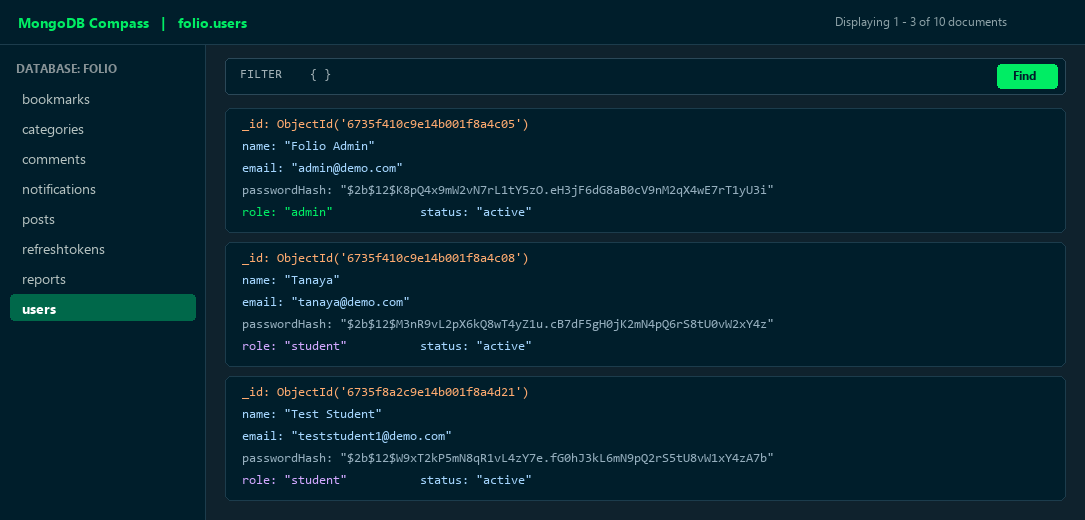 MongoDB Compass | folio.users
Displaying 1 - 3 of 10 documents
DATABASE: FOLIO
bookmarks
categories
comments
notifications
posts
refreshtokens
reports
users
FILTER { }
Find
_id: ObjectId('6735f410c9e14b001f8a4c05')
name: "Folio Admin"
email: "admin@demo.com"
passwordHash: "$2b$12$K8pQ4x9mW2vN7rL1tY5zO.eH3jF6dG8aB0cV9nM2qX4wE7rT1yU3i"
role: "admin" status: "active"
_id: ObjectId('6735f410c9e14b001f8a4c08')
name: "Tanaya"
email: "tanaya@demo.com"
passwordHash: "$2b$12$M3nR9vL2pX6kQ8wT4yZ1u.cB7dF5gH0jK2mN4pQ6rS8tU0vW2xY4z"
role: "student" status: "active"
_id: ObjectId('6735f8a2c9e14b001f8a4d21')
name: "Test Student"
email: "teststudent1@demo.com"
passwordHash: "$2b$12$W9xT2kP5mN8qR1vL4zY7e.fG0hJ3kL6mN9pQ2rS5tU8vW1xY4zA7b"
role: "student" status: "active"